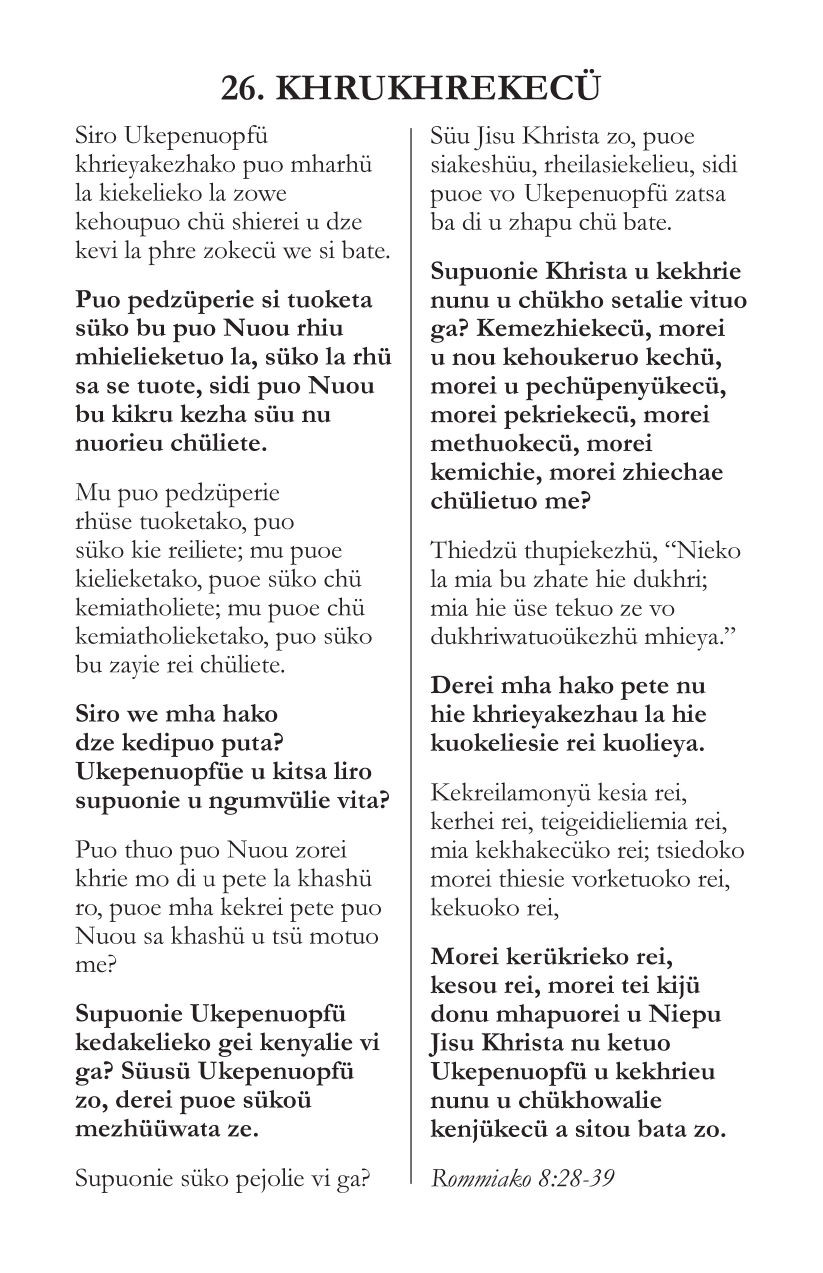 26. KHRUKHREKECÜ
Siro Ukepenuopfü
khrieyakezhako puo mharhü
la kiekelieko la zowe
kehoupuo chü shierei u dze
kevi la phre zokecü we si bate.
Puo pedzüperie si tuoketa
süko bu puo Nuou rhiu
mhielieketuo la, süko la rhü
sa se tuote, sidi puo Nuou
bu kikru kezha süu nu
nuorieu chüliete.
Mu puo pedzüperie
rhüse tuoketako, puo
süko kie reiliete; mu puoe
kielieketako, puoe süko chü
kemiatholiete; mu puoe chü
kemiatholieketako, puo süko
bu zayie rei chüliete.
Siro we mha hako
dze kedipuo puta?
Ukepenuopfüe u kitsa liro
supuonie u ngumvülie vita?
Puo thuo puo Nuou zorei
khrie mo di u pete la khashü
ro, puoe mha kekrei pete puo
Nuou sa khashü u tsü motuo
me?
Supuonie Ukepenuopfü
kedakelieko gei kenyalie vi
ga? Süusü Ukepenuopfü
zo, derei puoe sükoü
mezhüüwata ze.
Supuonie süko pejolie vi ga?
Süu Jisu Khrista zo, puoe
siakeshüu, rheilasiekelieu, sidi
puoe vo Ukepenuopfü zatsa
ba di u zhapu chü bate.
Supuonie Khrista u kekhrie
nunu u chükho setalie vituo
ga? Kemezhiekecü, morei
u nou kehoukeruo kechü,
morei u pechüpenyükecü,
morei pekriekecü, morei
methuokecü, morei
kemichie, morei zhiechae
chülietuo me?
Thiedzü thupiekezhü, “Nieko
la mia bu zhate hie dukhri;
mia hie üse tekuo ze vo
dukhriwatuoükezhü mhieya.”
Derei mha hako pete nu
hie khrieyakezhau la hie
kuokeliesie rei kuolieya.
Kekreilamonyü kesia rei,
kerhei rei, teigeidieliemia rei,
mia kekhakecüko rei; tsiedoko
morei thiesie vorketuoko rei,
kekuoko rei,
Morei kerükrieko rei,
kesou rei, morei tei kijü
donu mhapuorei u Niepu
Jisu Khrista nu ketuo
Ukepenuopfü u kekhrieu
nunu u chükhowalie
kenjükecü a sitou bata zo.
Rommiako 8:28-39